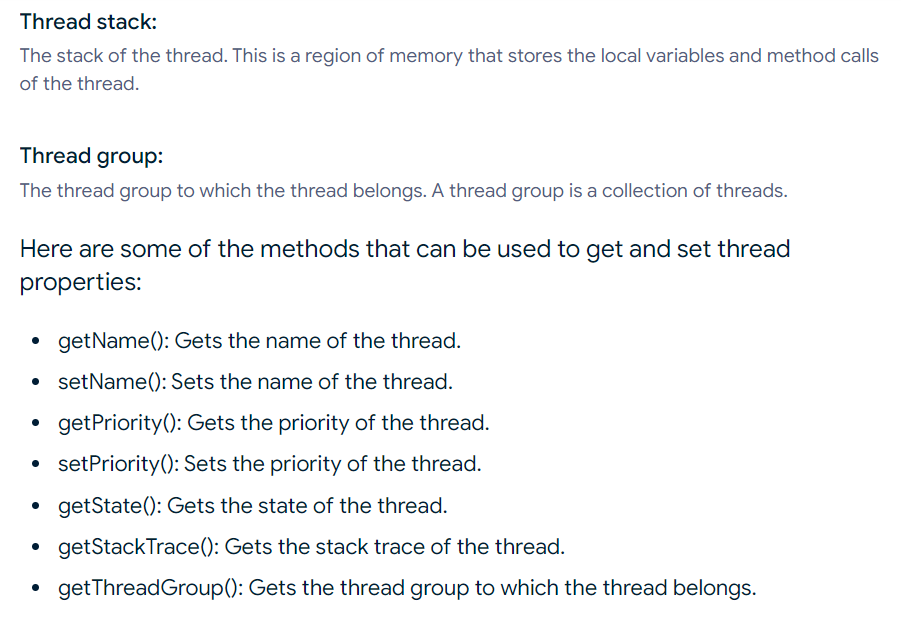 Thread stack:
The stack of the thread. This is a region of memory that stores the local variables and method calls
of the thread.
Thread group:
The thread group to which the thread belongs. A thread group is a collection of threads.
Here are some of the methods that can be used to get and set thread
properties:
• getName(): Gets the name of the thread.
• setName(): Sets the name of the thread.
• getPriority(): Gets the priority of the thread.
• setPriority(): Sets the priority of the thread.
• getState(): Gets the state of the thread.
• getStackTrace(): Gets the stack trace of the thread.
• getThreadGroup(): Gets the thread group to which the thread belongs.